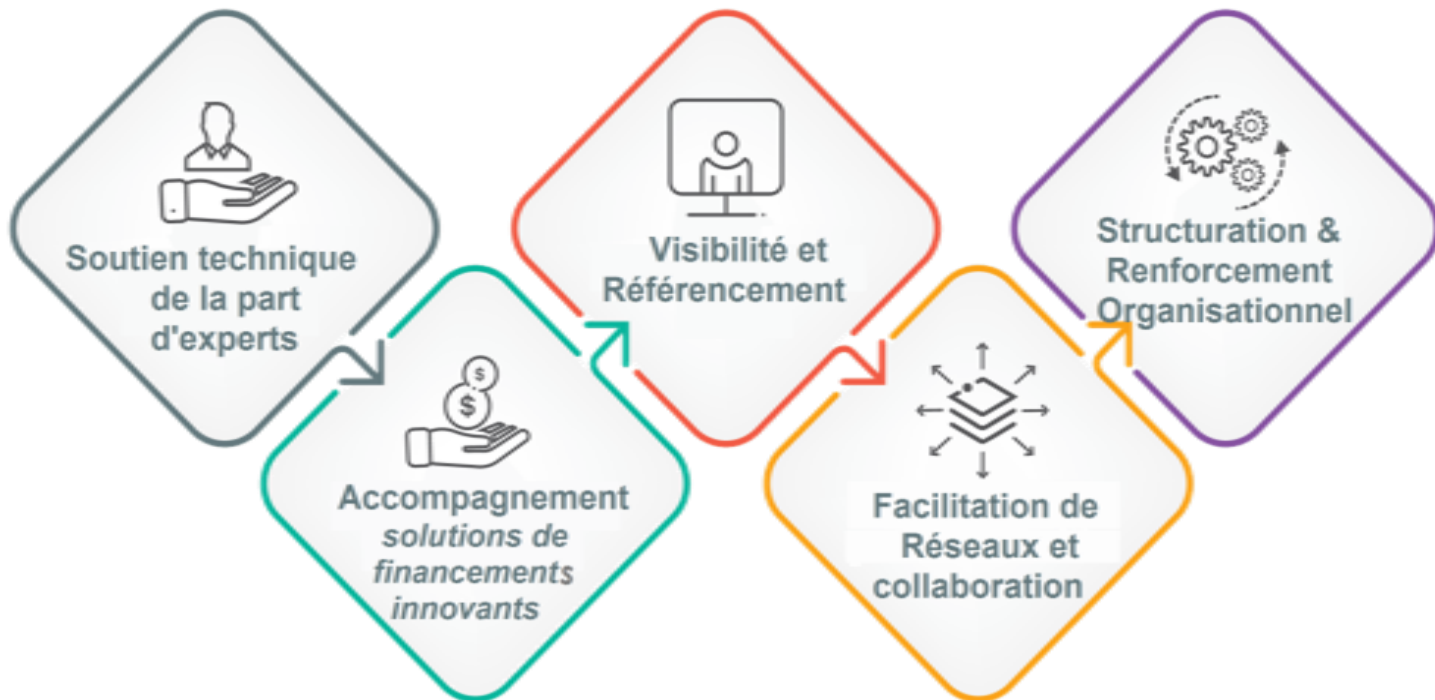 Soutien technique
de la part
d'experts
Accompagnement
solutions de
financements
innovants
$
$
Visibilité et
Référencement
Facilitation de
Réseaux et
collaboration
Structuration &
Renforcement
Organisationnel